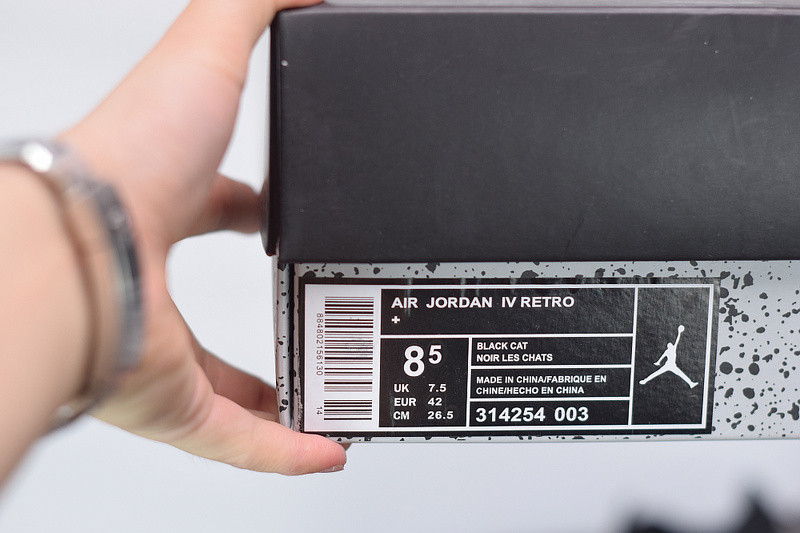 AIR JORDAN IV RETRO
+
8 5
UK 7.5
EUR 42
CM 26.5
BLACK CAT
NOIR LES CHATS
MADE IN CHINA/FABRIQUE EN
CHINE/HECHO EN CHINA
314254 003
884802156130
14